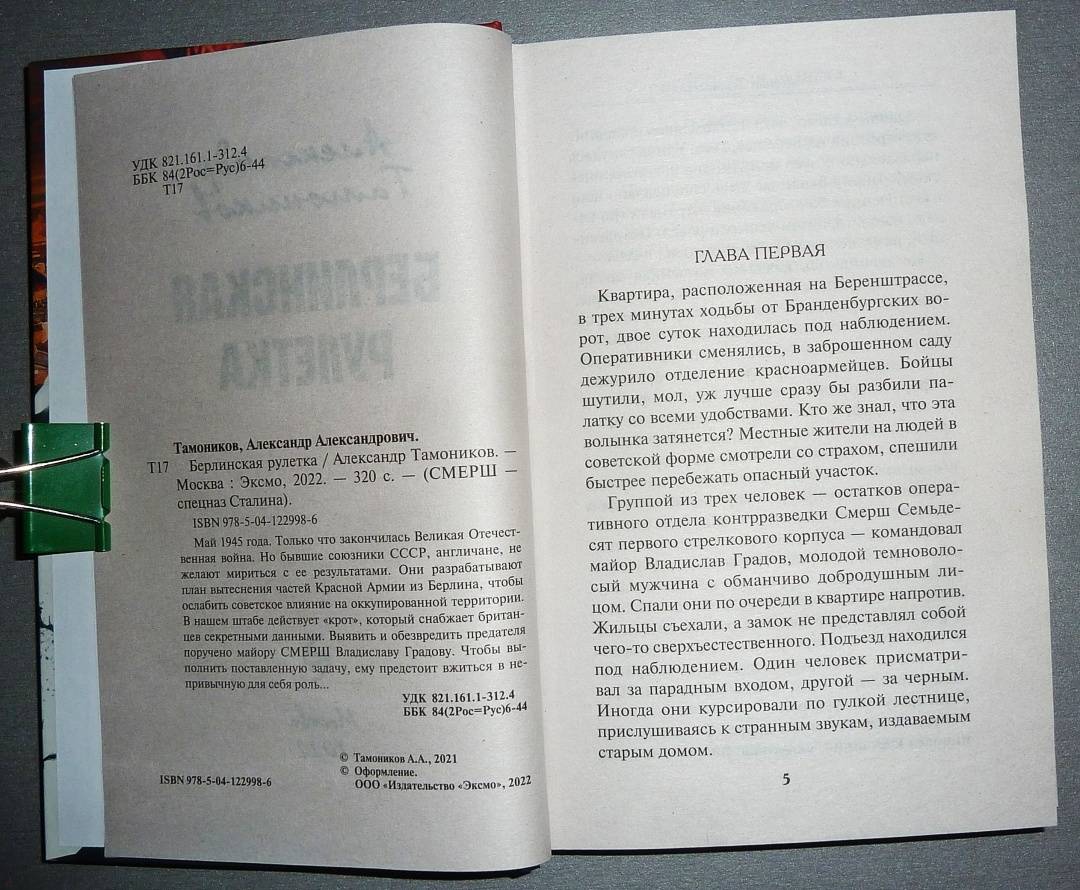 УДК 821.161.1-312.4
ББК 84(2Рос=Рус)6-44
Т17
БЕРЛИНСКАЯ
РУЛЕТКА
Тамоников, Александр Александрович.
Т17 Берлинская рулетка / Александр Тамоников. —
Москва : Эксмо, 2022. — 320 с. — (СМЕРШ —
спецназ Сталина).
ISBN 978-5-04-122998-6
Май 1945 года. Только что закончилась Великая Отечест-
венная война. Но бывшие союзники СССР, англичане, не
желают мириться с ее результатами. Они разрабатывают
план вытеснения частей Красной Армии из Берлина, чтобы
ослабить советское влияние на оккупированной территории.
В нашем штабе действует «крот», который снабжает британ-
цев секретными данными. Выявить и обезвредить предателя
поручено майору СМЕРШ Владиславу Градову. Чтобы вы-
полнить поставленную задачу, ему предстоит вжиться в не-
привычную для себя роль...
УДК 821.161.1-312.4
ББК 84(2Рос=Рус)6-44
© Тамоников А.А., 2021
© Оформление.
ООО «Издательство «Эксмо», 2022
ISBN 978-5-04-122998-6
ГЛАВА ПЕРВАЯ
Квартира, расположенная на Беренштрассе,
в трех минутах ходьбы от Бранденбургских во-
рот, двое суток находилась под наблюдением.
Оперативники сменялись, в заброшенном саду
дежурило отделение красноармейцев. Бойцы
шутили, мол, уж лучше сразу бы разбили па-
латку со всеми удобствами. Кто же знал, что эта
волынка затянется? Местные жители на людей в
советской форме смотрели со страхом, спешили
быстрее перебежать опасный участок.
Группой из трех человек — остатков опера-
тивного отдела контрразведки Смерш Семьде-
сят первого стрелкового корпуса — командовал
майор Владислав Градов, молодой темноволо-
сый мужчина с обманчиво добродушным ли-
цом. Спали они по очереди в квартире напротив.
Жильцы съехали, а замок не представлял собой
чего-то сверхъестественного. Подъезд находился
под наблюдением. Один человек присматри-
вал за парадным входом, другой — за черным.
Иногда они курсировали по гулкой лестнице,
прислушиваясь к странным звукам, издаваемым
старым домом.
5